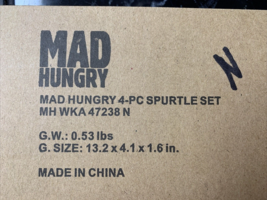 MAD
HUNGRY
N
MAD HUNGRY 4-PC SPURTLE SET
MH WKA 47238 N
G.W.: 0.53 lbs
G. SIZE: 13.2 x 4.1 x 1.6 in.
MADE IN CHINA